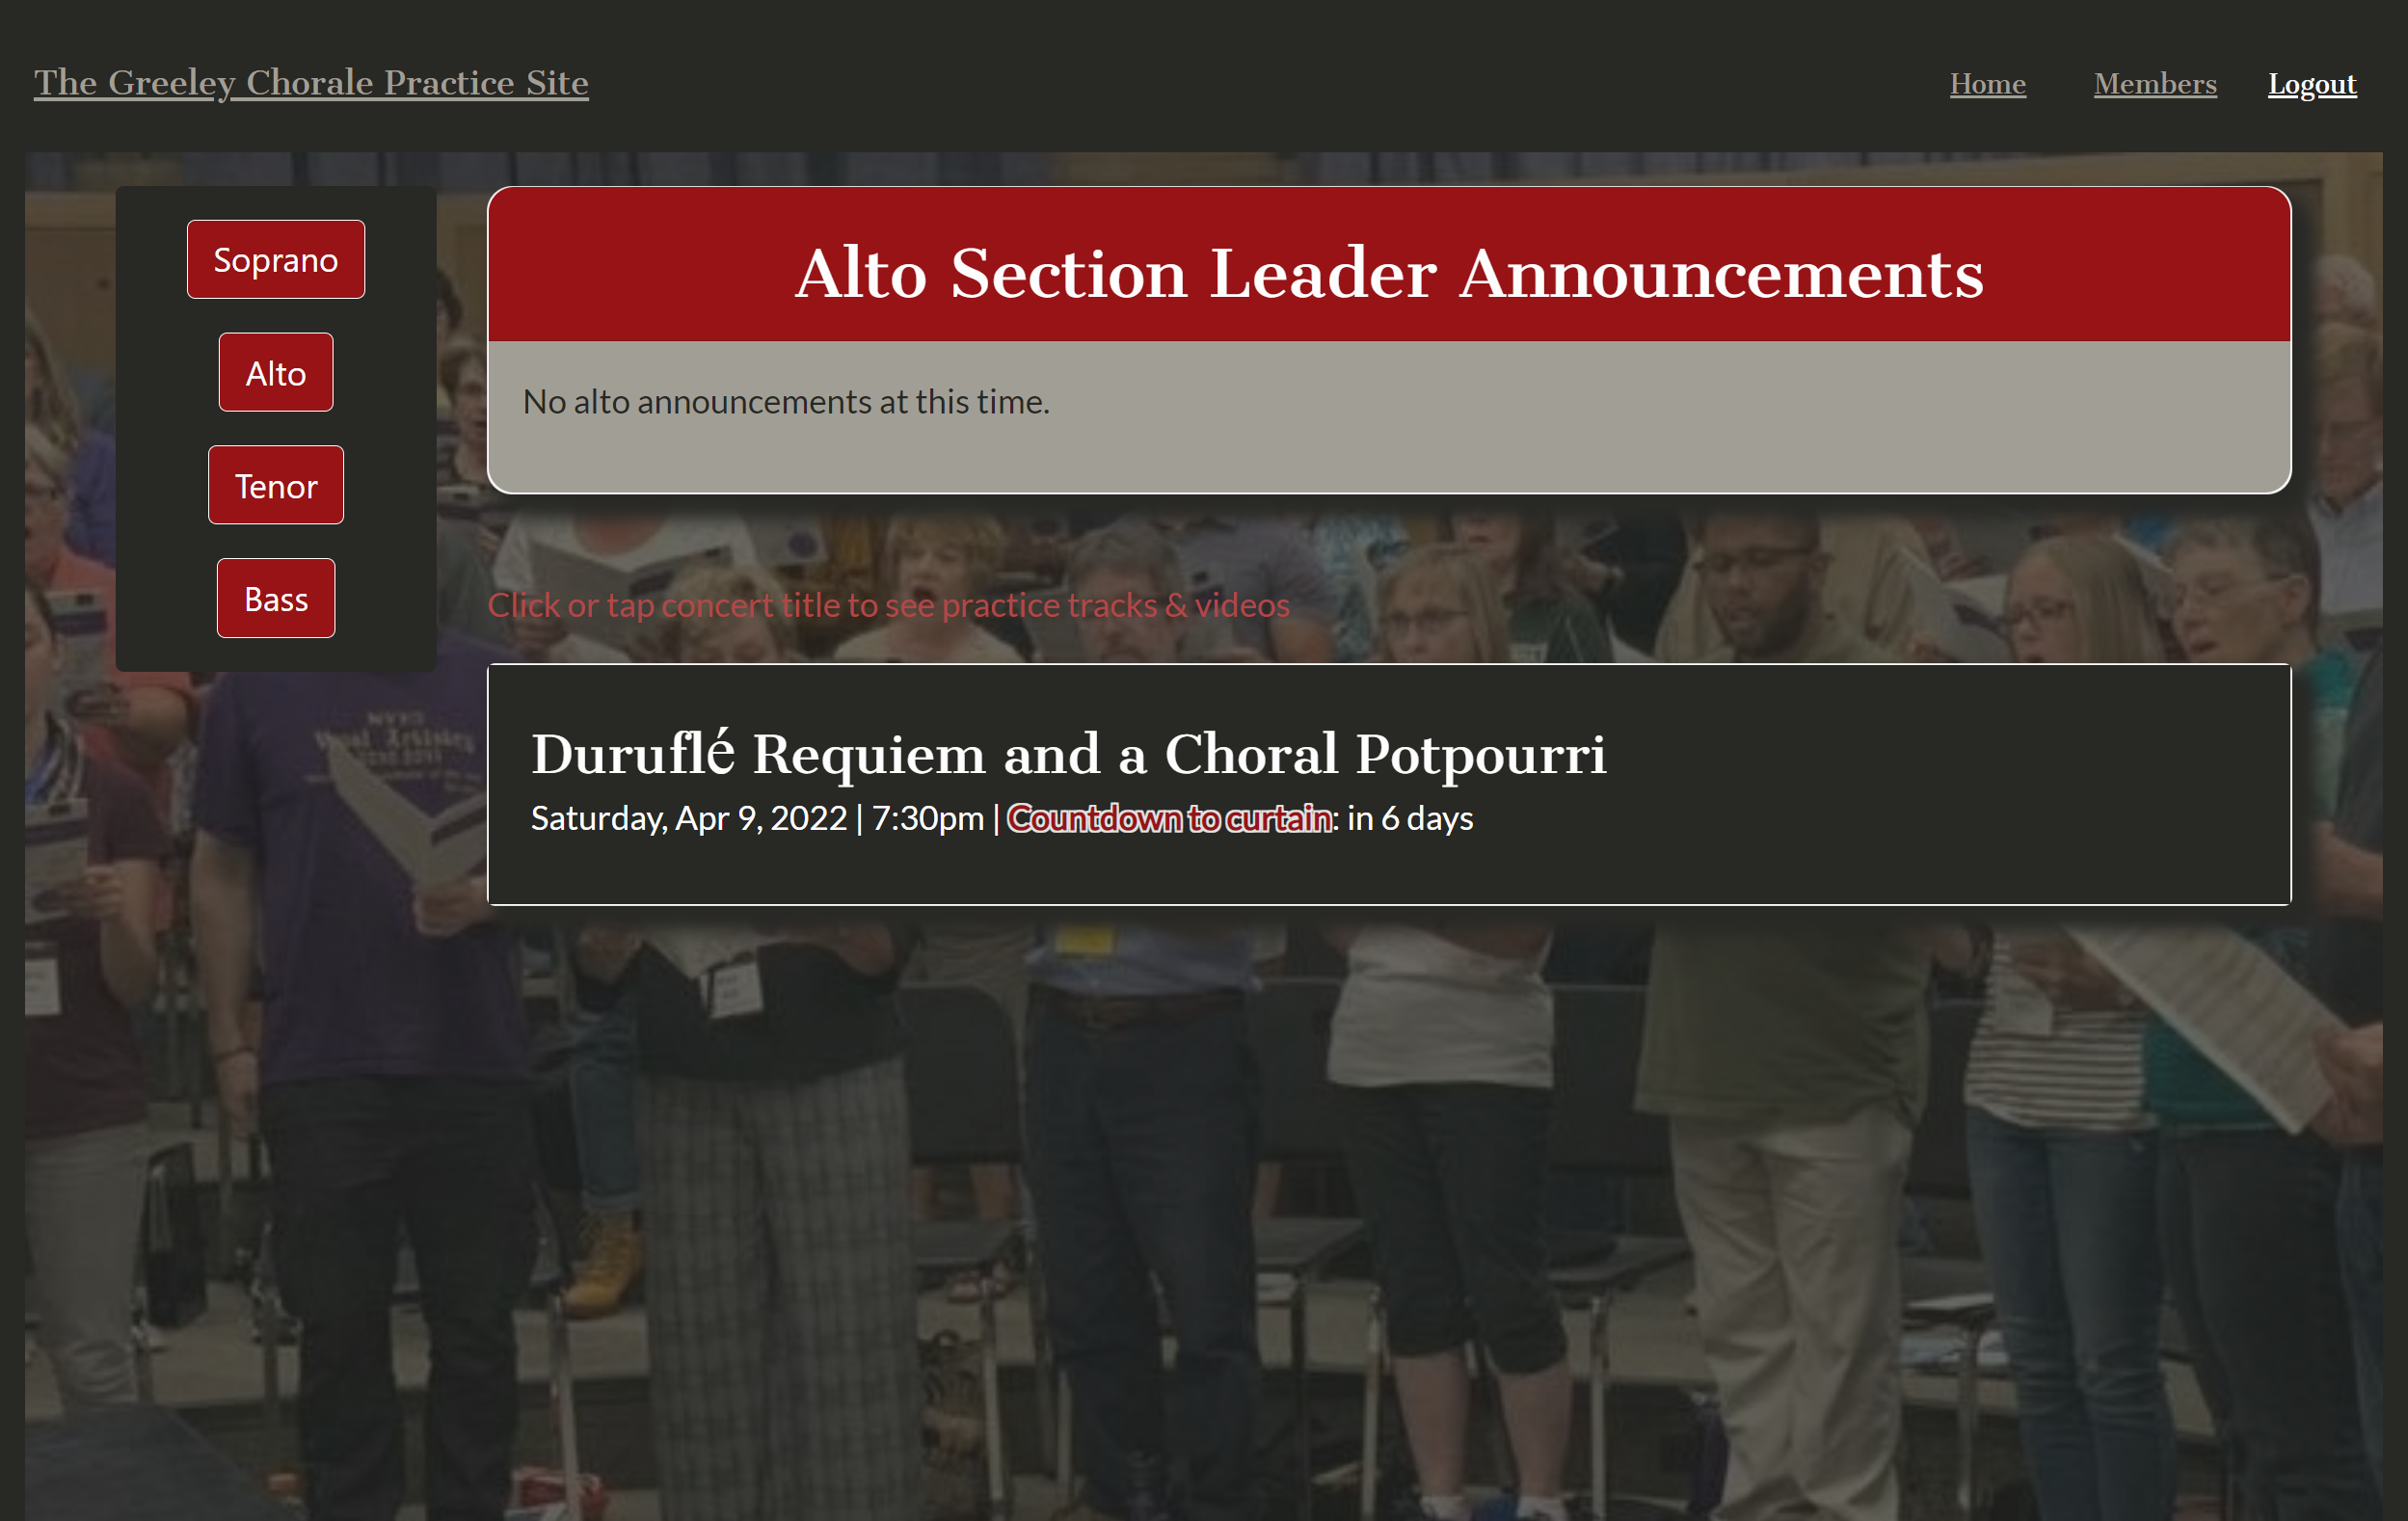 The Greeley Chorale Practice Site
Home Members Logout
Soprano
Alto
Tenor
Bass
Alto Section Leader Announcements
No alto announcements at this time.
Click or tap concert title to see practice tracks & videos
Duruflé Requiem and a Choral Potpourri
Saturday, Apr 9, 2022 | 7:30pm | Countdown to curtain: in 6 days